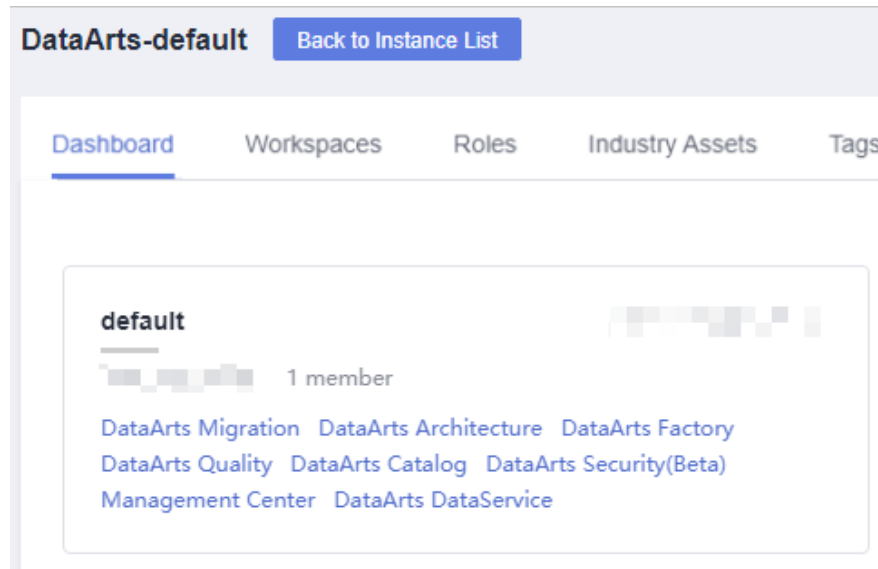 DataArts-default Back to Instance List
Dashboard Workspaces Roles Industry Assets Tags
default
1 member
DataArts Migration DataArts Architecture DataArts Factory
DataArts Quality DataArts Catalog DataArts Security(Beta)
Management Center DataArts DataService